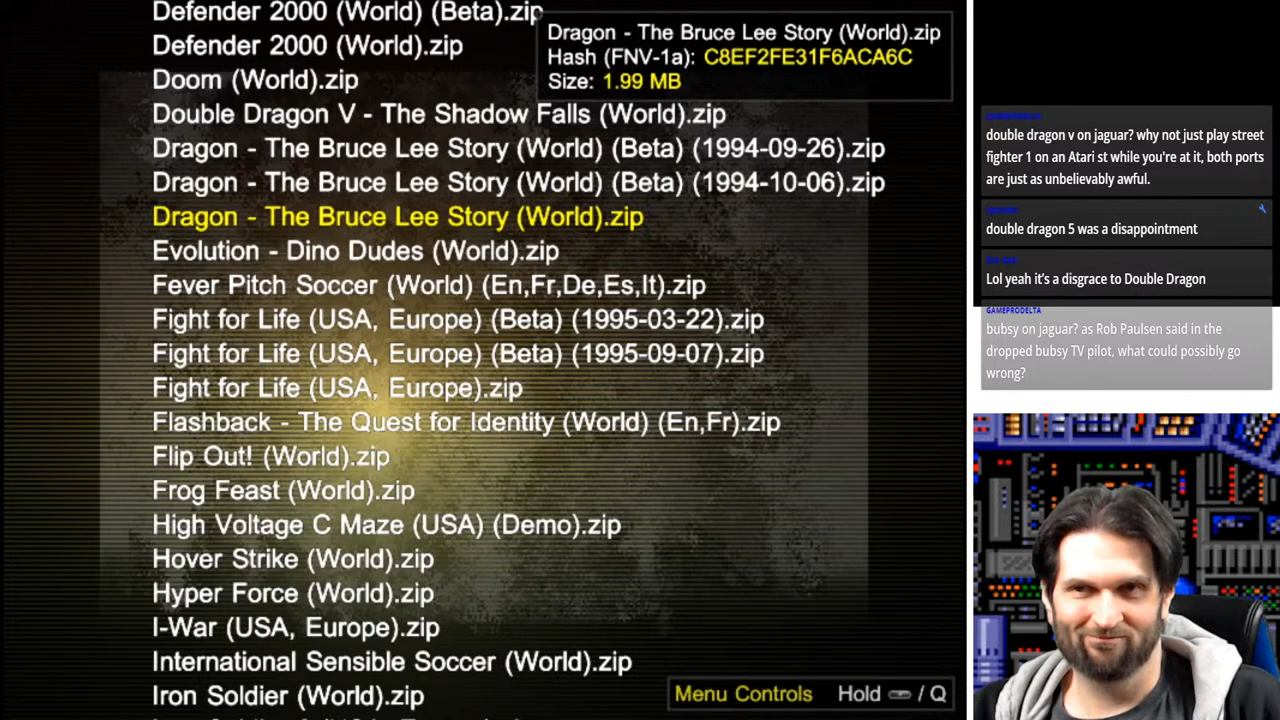 Defender 2000 (World) (Beta).zip
Defender 2000 (World).zip
Doom (World).zip
Double Dragon V - The Shadow Falls (World).zip
Dragon - The Bruce Lee Story (World) (Beta) (1994-09-26).zip
Dragon - The Bruce Lee Story (World) (Beta) (1994-10-06).zip
Dragon - The Bruce Lee Story (World).zip
Evolution - Dino Dudes (World).zip
Fever Pitch Soccer (World) (En,Fr,De,Es,It).zip
Fight for Life (USA, Europe) (Beta) (1995-03-22).zip
Fight for Life (USA, Europe) (Beta) (1995-09-07).zip
Fight for Life (USA, Europe).zip
Flashback - The Quest for Identity (World) (En,Fr).zip
Flip Out! (World).zip
Frog Feast (World).zip
High Voltage C Maze (USA) (Demo).zip
Hover Strike (World).zip
Hyper Force (World).zip
I-War (USA, Europe).zip
International Sensible Soccer (World).zip
Iron Soldier (World).zip
Dragon - The Bruce Lee Story (World).zip
Hash (FNV-1a): C8EF2FE31F6ACA6C
Size: 1.99 MB
Menu Controls Hold / Q
double dragon v on jaguar? why not just play street
fighter 1 on an Atari st while you're at it, both ports
are just as unbelievably awful.
double dragon 5 was a disappointment
Lol yeah it's a disgrace to Double Dragon
GAMEPRODELTA
bubsy on jaguar? as Rob Paulsen said in the
dropped bubsy TV pilot, what could possibly go
wrong?